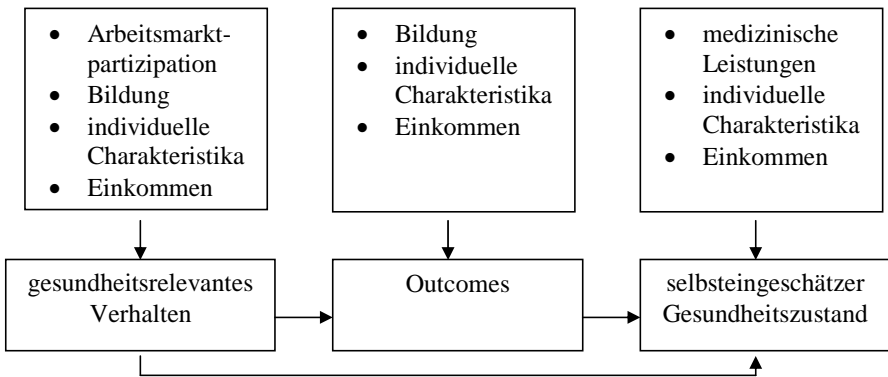 • Arbeitsmarkt-
partizipation
• Bildung
• individuelle
Charakteristika
• Einkommen
• Bildung
• individuelle
Charakteristika
• Einkommen
• medizinische
Leistungen
• individuelle
Charakteristika
• Einkommen
gesundheitsrelevantes
Verhalten
Outcomes
selbsteingeschätzer
Gesundheitszustand